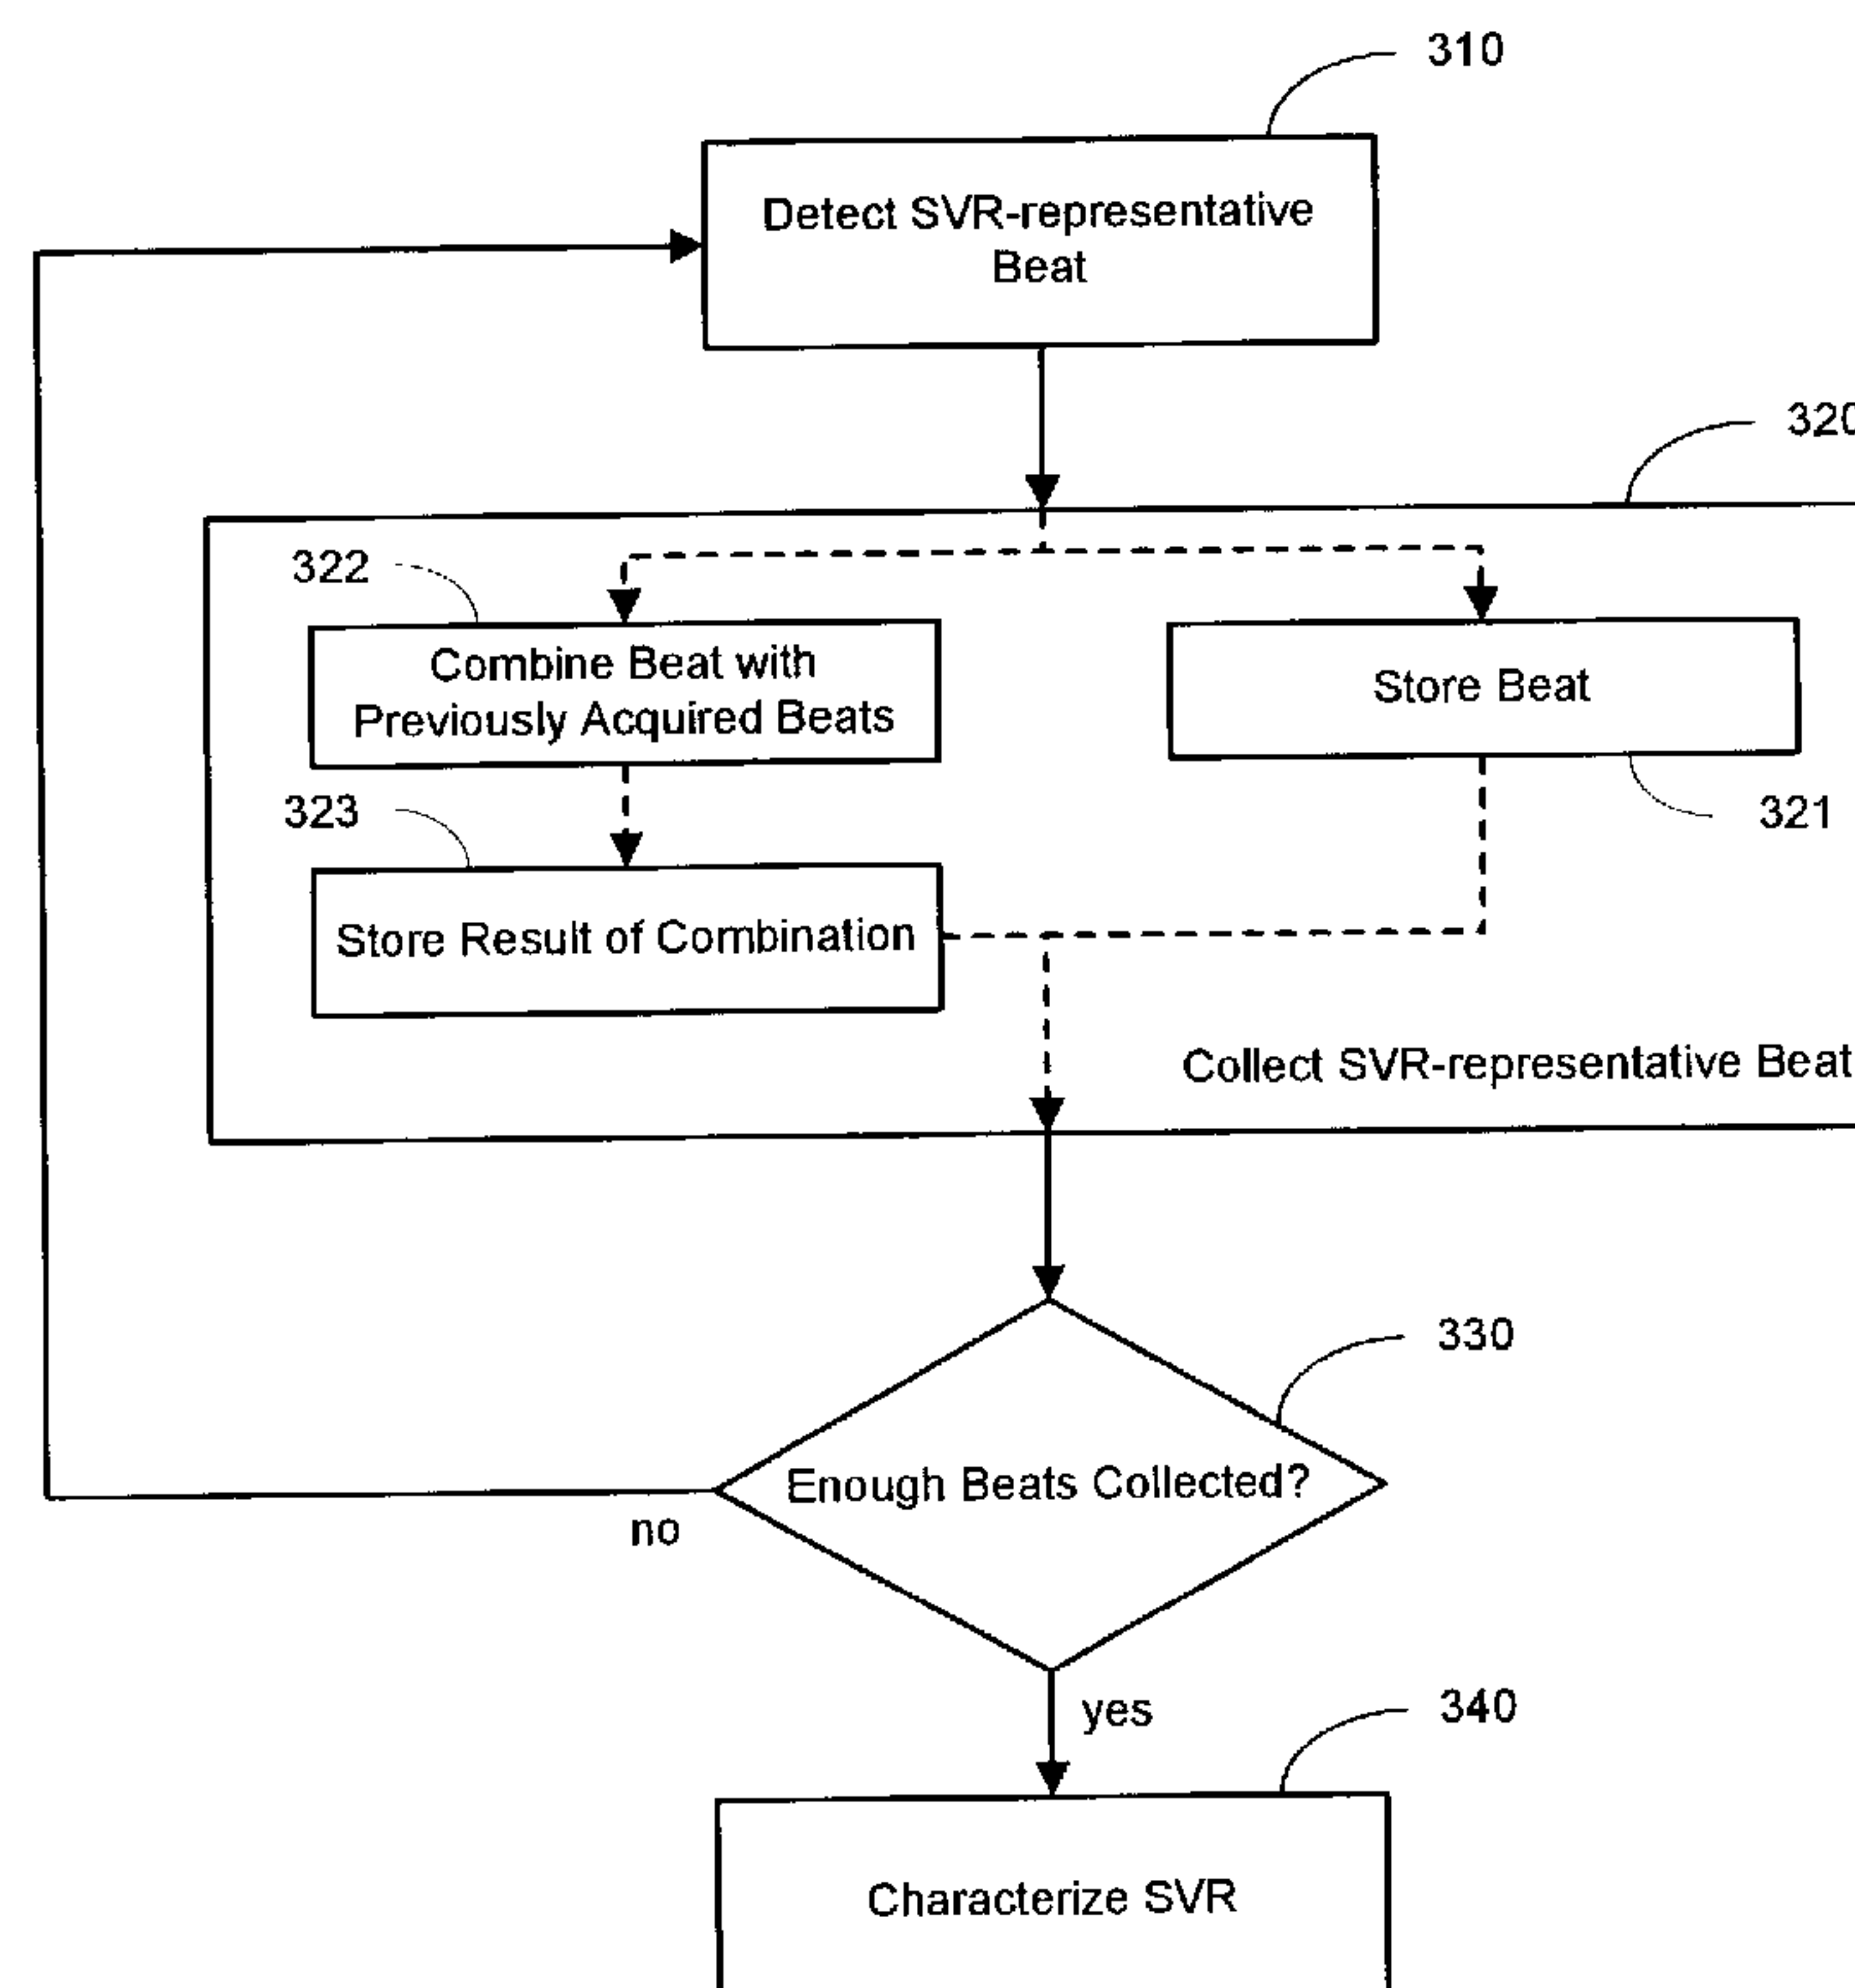 310
Detect SVR-representative
Beat
320
322
Combine Beat with
Previously Acquired Beats
Store Beat
323
321
Store Result of Combination
Collect SVR-representative Beat
330
Enough Beats Collected?
no
yes
340
Characterize SVR